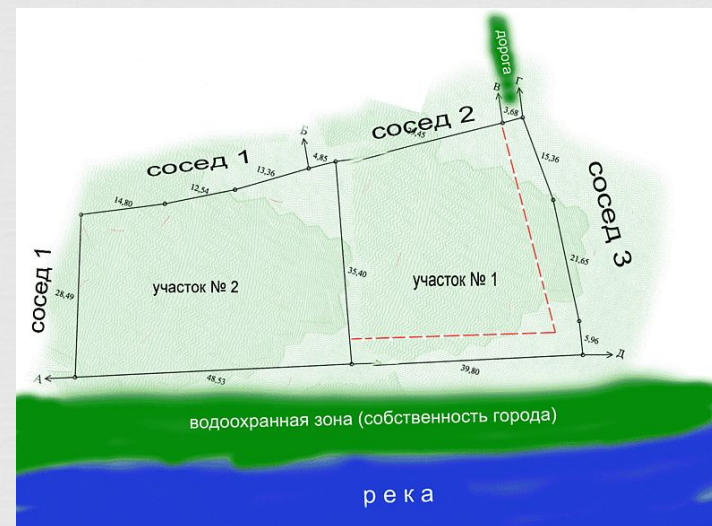 дорога
В
Г
3,68
сосед 2
Б
4,85
15,36
сосед 1
13,36
12,54
14,80
сосед 3
сосед 1
28,49
участок № 2
35,40
участок № 1
21,65
5,96
А
48,53
39,80
Д
водоохранная зона (собственность города)
река